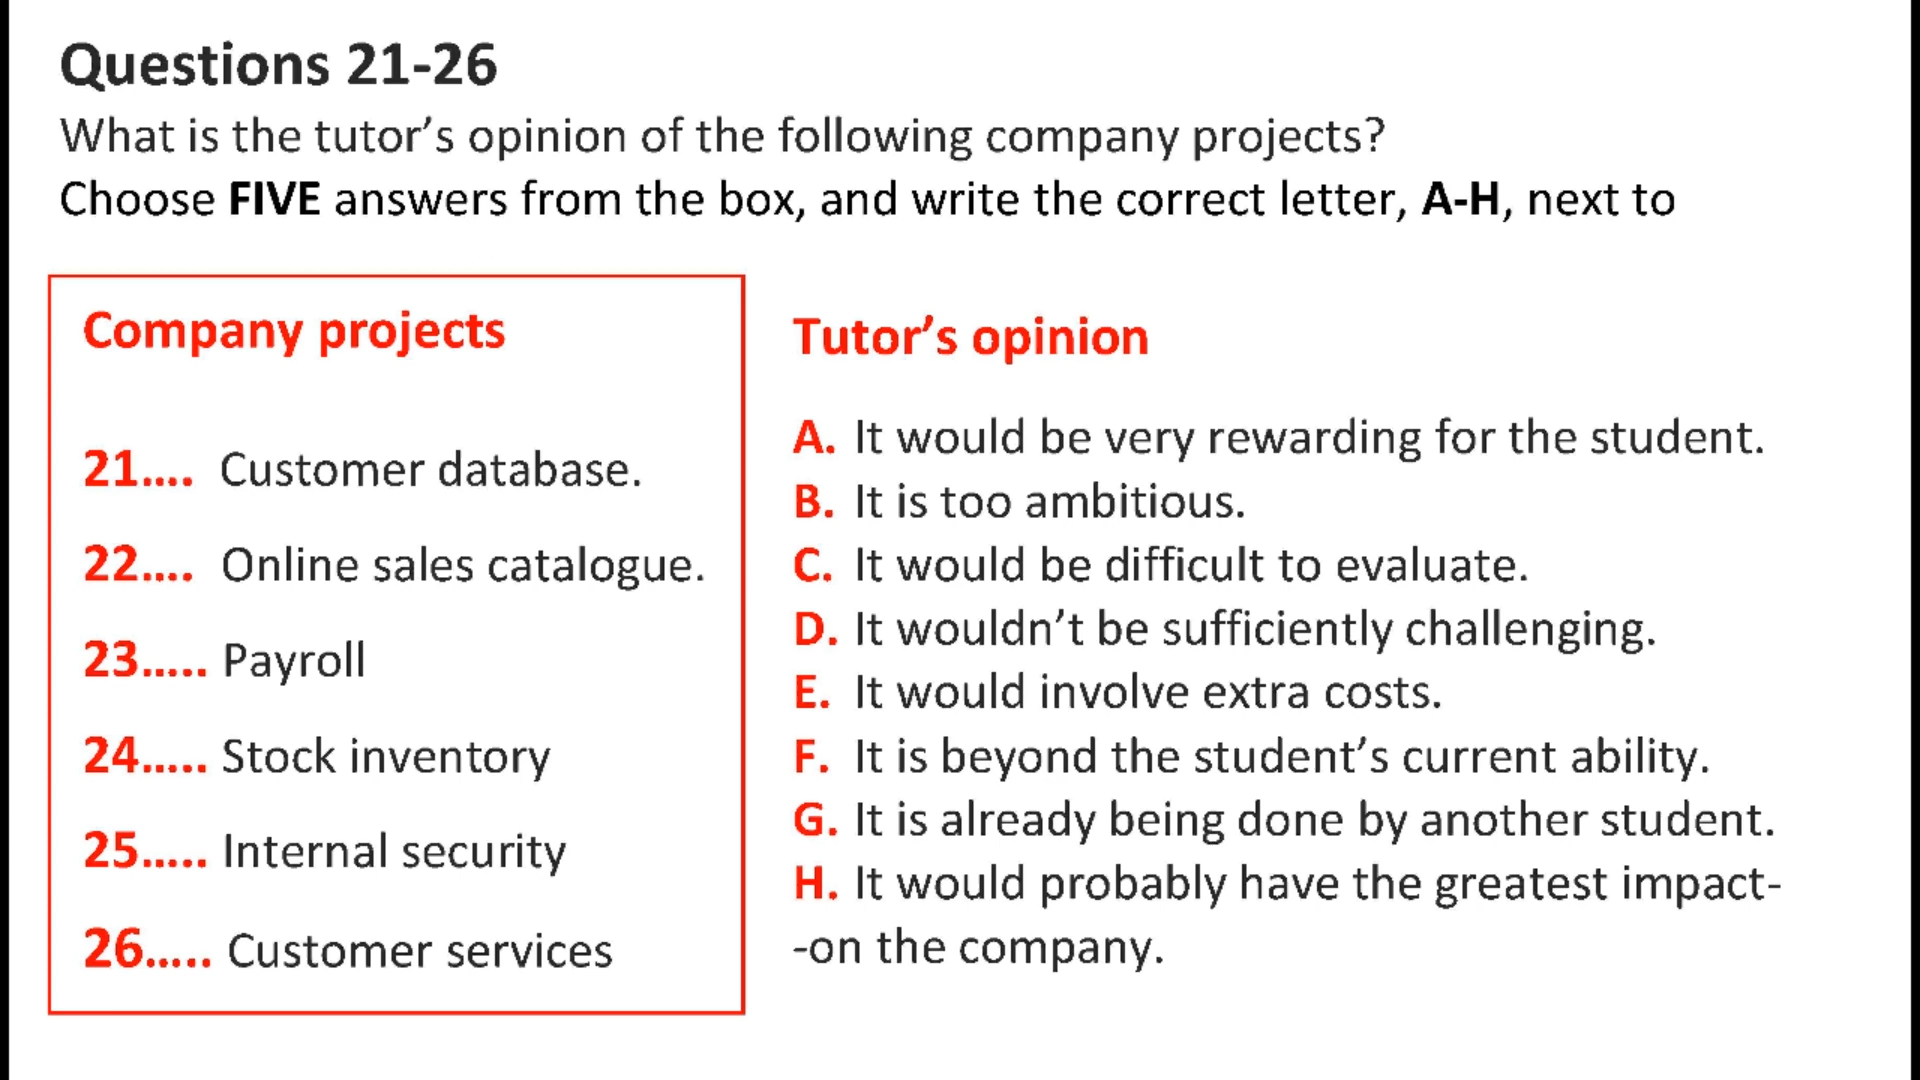 Questions 21-26
What is the tutor’s opinion of the following company projects?
Choose FIVE answers from the box, and write the correct letter, A-H, next to
Company projects
21.... Customer database.
22.... Online sales catalogue.
23..... Payroll
24..... Stock inventory
25..... Internal security
26..... Customer services
Tutor’s opinion
A. It would be very rewarding for the student.
B. It is too ambitious.
C. It would be difficult to evaluate.
D. It wouldn’t be sufficiently challenging.
E. It would involve extra costs.
F. It is beyond the student’s current ability.
G. It is already being done by another student.
H. It would probably have the greatest impact-
-on the company.